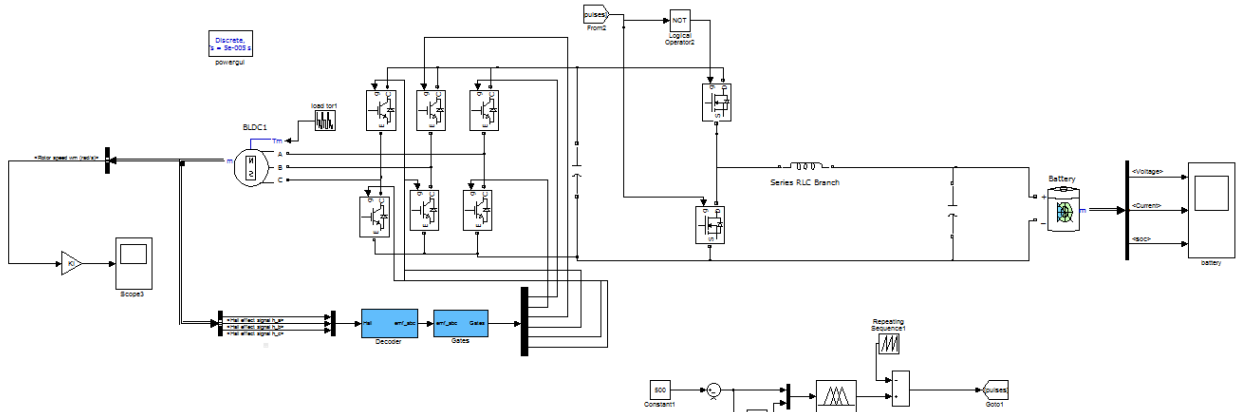 pulses
From2
NOT
Logical
Operator2
Discrete,
s = 5e-005 s
powergui
load tor1
BLDC1
Tm
m
A
B
C
N
S
<Rotor speed wm (rad/s)>
g
C
E
g
C
E
g
C
E
g
C
E
g
C
E
g
C
E
g
D
S
g
D
S
Series RLC Branch
Battery
+
m
<Voltage>
<Current>
<SOC>
battery
Scope3
<Hall effect signal h_a>
<Hall effect signal h_b>
<Hall effect signal h_c>
Hall
emf_abc
Decoder
emf_abc
Gates
Gates
Repeating
Sequence1
500
Constant1
pulses
Goto1